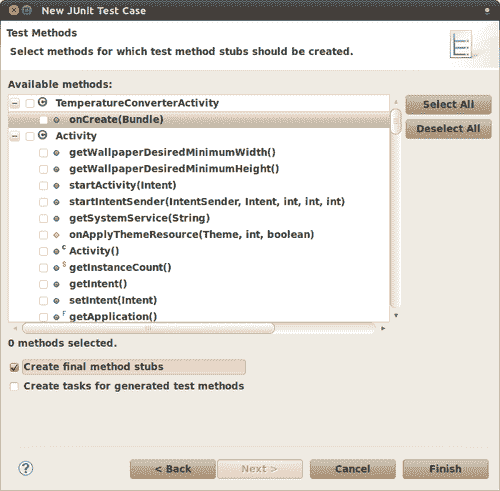 New JUnit Test Case
Test Methods
Select methods for which test method stubs should be created.
Available methods:
TemperatureConverterActivity
onCreate(Bundle)
Activity
getWallpaperDesiredMinimumWidth()
getWallpaperDesiredMinimumHeight()
startActivity(Intent)
startIntentSender(IntentSender, Intent, int, int, int)
getSystemService(String)
onApplyThemeResource(Theme, int, boolean)
C Activity()
S getInstanceCount()
getIntent()
setIntent(Intent)
F getApplication()
Select All
Deselect All
0 methods selected.
Create final method stubs
Create tasks for generated test methods
? < Back Next > Cancel Finish